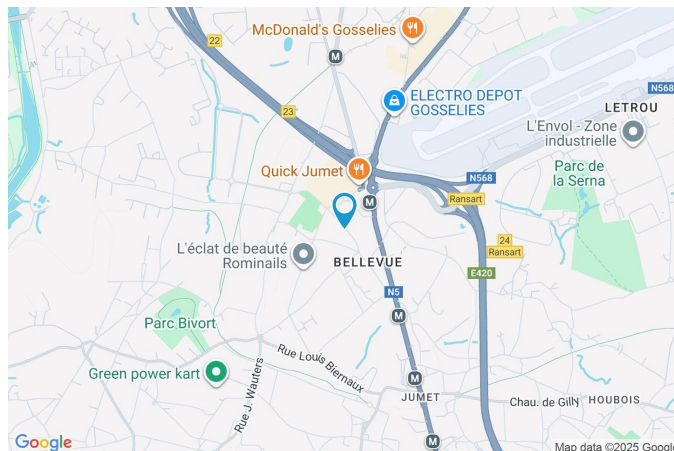 McDonald's Gosselies
22
M
ELECTRO DEPOT
GOSSELIES
N568
LETROU
23
L'Envol - Zone
industrielle
Quick Jumet
N568
Parc de
la Serna
M
Ransart
L'éclat de beauté
Rominails
24
Ransart
BELLEVUE
E420
N5
M
Parc Bivort
Rue Louis Biernaux
Green power kart
M
JUMET
Rue J. Wauters
Chau. de Gilly
HOUBOIS
M
Google
Map data ©2025 Google